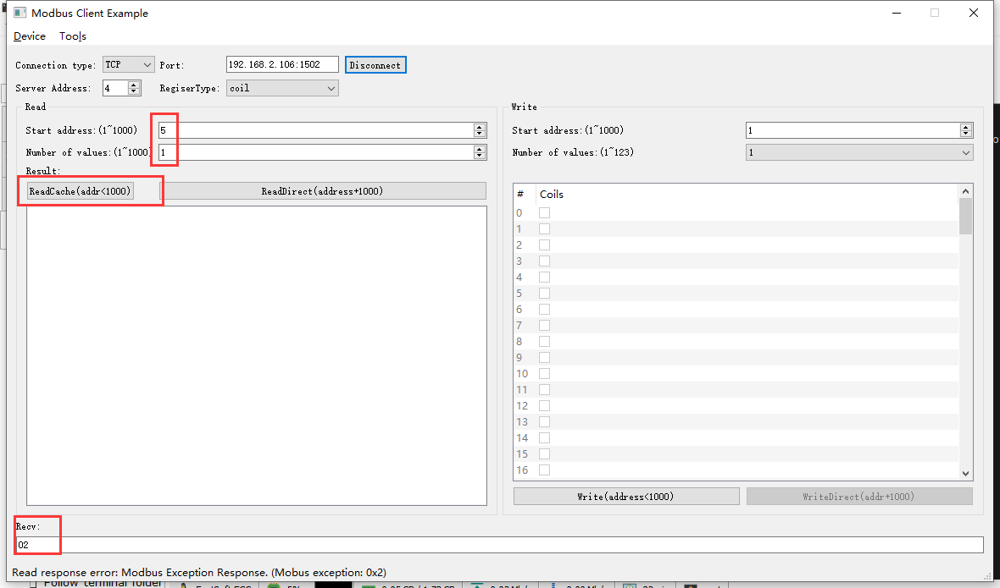 Modbus Client Example
Device Tools
Connection type: TCP Port: 192.168.2.106:1502 Disconnect
Server Address: 4 RegiserType: coil
Read
Start address:(1~1000) 5
Number of values:(1~1000) 1
Result:
ReadCache(addr<1000) ReadDirect(address+1000)
Write
Start address:(1~1000) 1
Number of values:(1~123) 1
# Coils
0
1
2
3
4
5
6
7
8
9
10
11
12
13
14
15
16
Write(address<1000) WriteDirect(addr+1000)
Recv:
02
Read response error: Modbus Exception Response. (Mobus exception: 0x2)
Follow terminal folder